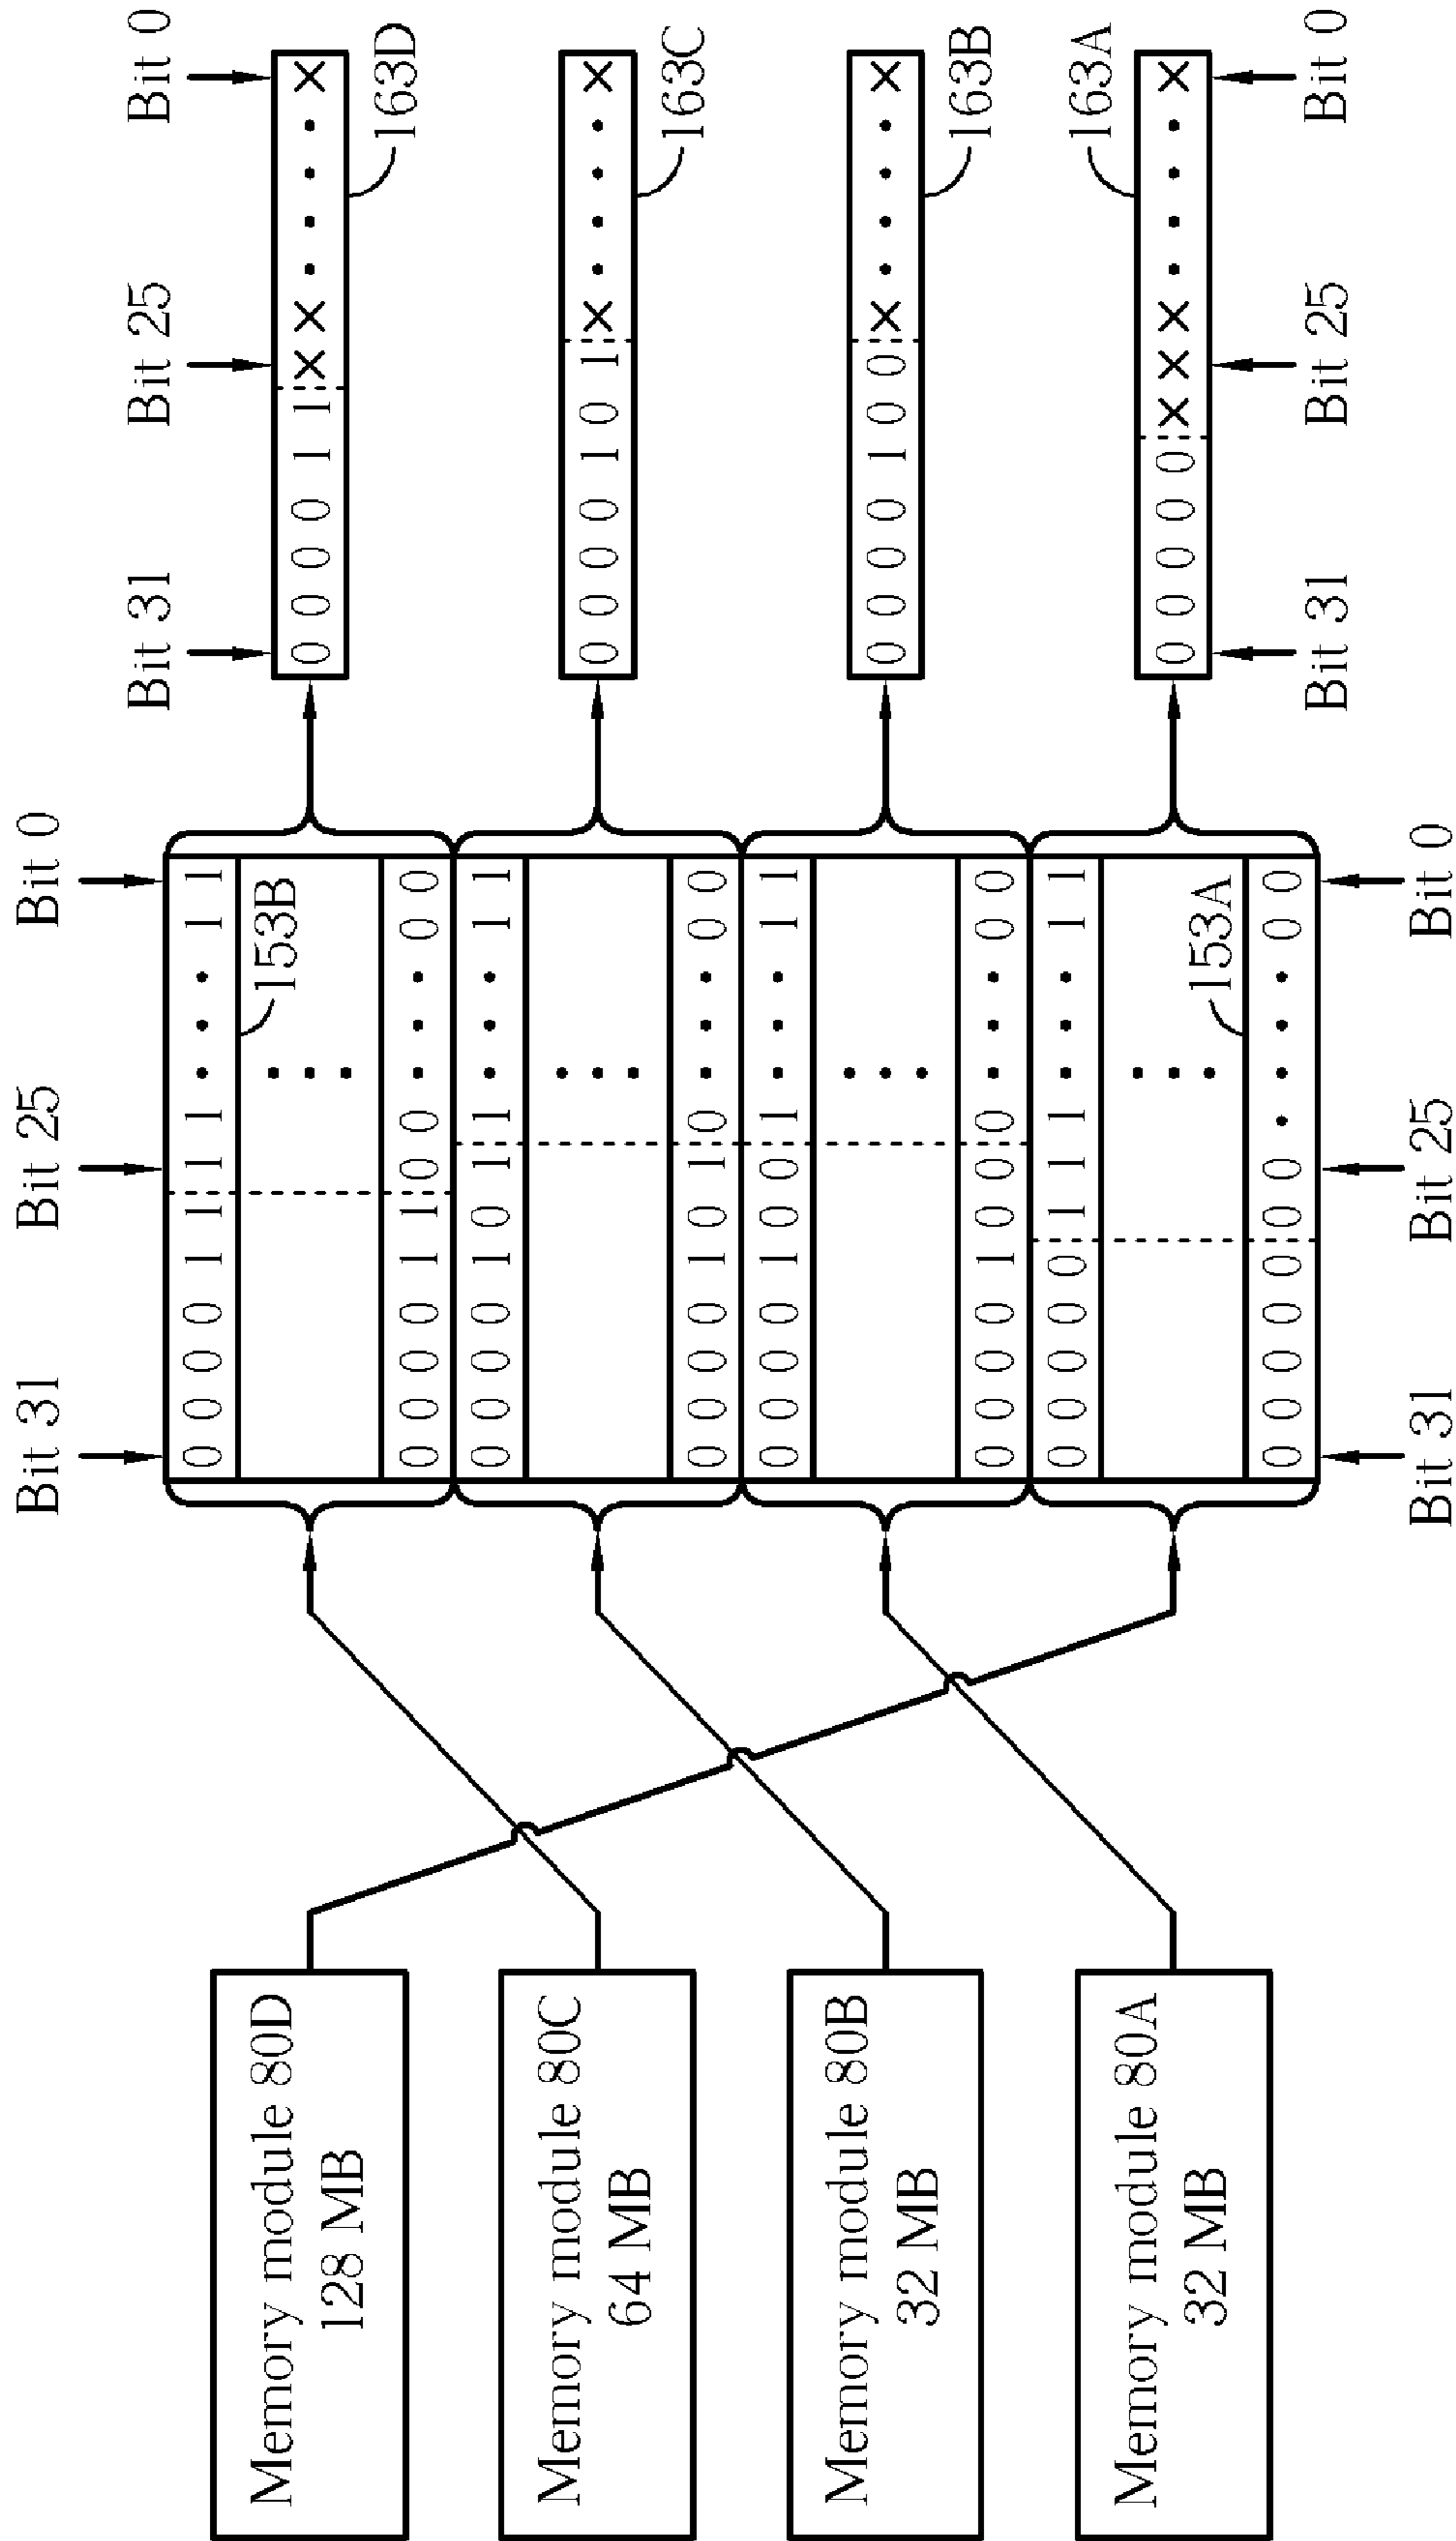 Memory module 80D
128 MB
Memory module 80C
64 MB
Memory module 80B
32 MB
Memory module 80A
32 MB
Bit 31 Bit 25 Bit 0
0 0 0 0 1 1 1 1 . . . 1 1
153B
0 0 0 0 1 1 0 0 . . . 0 0
0 0 0 0 1 0 1 1 . . . 1 1
0 0 0 0 1 0 1 0 . . . 0 0
0 0 0 0 1 0 0 1 . . . 1 1
0 0 0 0 1 0 0 0 . . . 0 0
0 0 0 0 0 1 1 1 . . . 1 1
153A
0 0 0 0 0 0 0 . . . . 0 0
Bit 31 Bit 25 Bit 0
Bit 31 Bit 25 Bit 0
0 0 0 0 1 1 X X . . . . X
163D
0 0 0 0 1 0 1 X . . . . X
163C
0 0 0 0 1 0 0 X . . . . X
163B
163A
0 0 0 0 0 X X X . . . . X
Bit 31 Bit 25 Bit 0